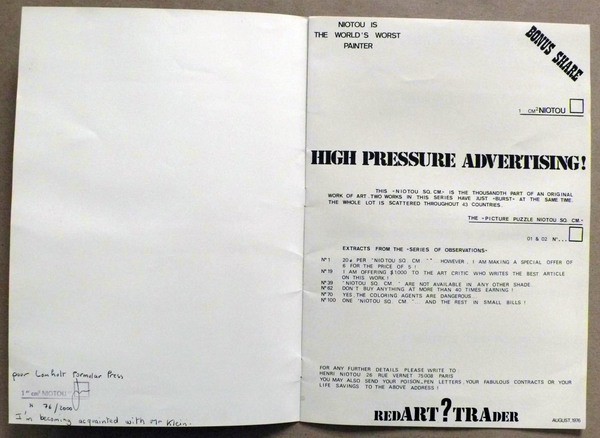 NIOTOU IS
THE WORLD'S WORST
PAINTER
BONUS SHARE
1 CM² NIOTOU
HIGH PRESSURE ADVERTISING!
THIS «NIOTOU SQ. CM» IS THE THOUSANDTH PART OF AN ORIGINAL
WORK OF ART. TWO WORKS IN THIS SERIES HAVE JUST «BURST» AT THE SAME TIME.
THE WHOLE LOT IS SCATTERED THROUGHOUT 43 COUNTRIES.
THE «PICTURE PUZZLE NIOTOU SQ. CM»
01 & 02 N°...
EXTRACTS FROM THE «SERIES OF OBSERVATIONS»
N°1 20¢ PER "NIOTOU SQ. CM" HOWEVER, I AM MAKING A SPECIAL OFFER OF
6 FOR THE PRICE OF 5!
N°19 I AM OFFERING $1000 TO THE ART CRITIC WHO WRITES THE BEST ARTICLE
ON THIS WORK!
N°39 "NIOTOU SQ. CM." ARE NOT AVAILABLE IN ANY OTHER SHADE
N°62 DON'T BUY ANYTHING AT MORE THAN 40 TIMES EARNING!
N°70 YES, THE COLORING AGENTS ARE DANGEROUS...
N°100 ONE "NIOTOU SQ. CM."... AND THE REST IN SMALL BILLS!
FOR ANY FURTHER DETAILS PLEASE WRITE TO
HENRI NIOTOU 26 RUE VERNET 75008 PARIS
YOU MAY ALSO SEND YOUR POISON, PEN LETTERS, YOUR FABULOUS CONTRACTS OR YOUR
LIFE SAVINGS TO THE ABOVE ADDRESS!
REDART?TRADER
AUGUST 1976
pour Lomholt Formular Press
1er cm² NIOTOU
n 76/2000
I'm becoming acquainted with Mr Klein.